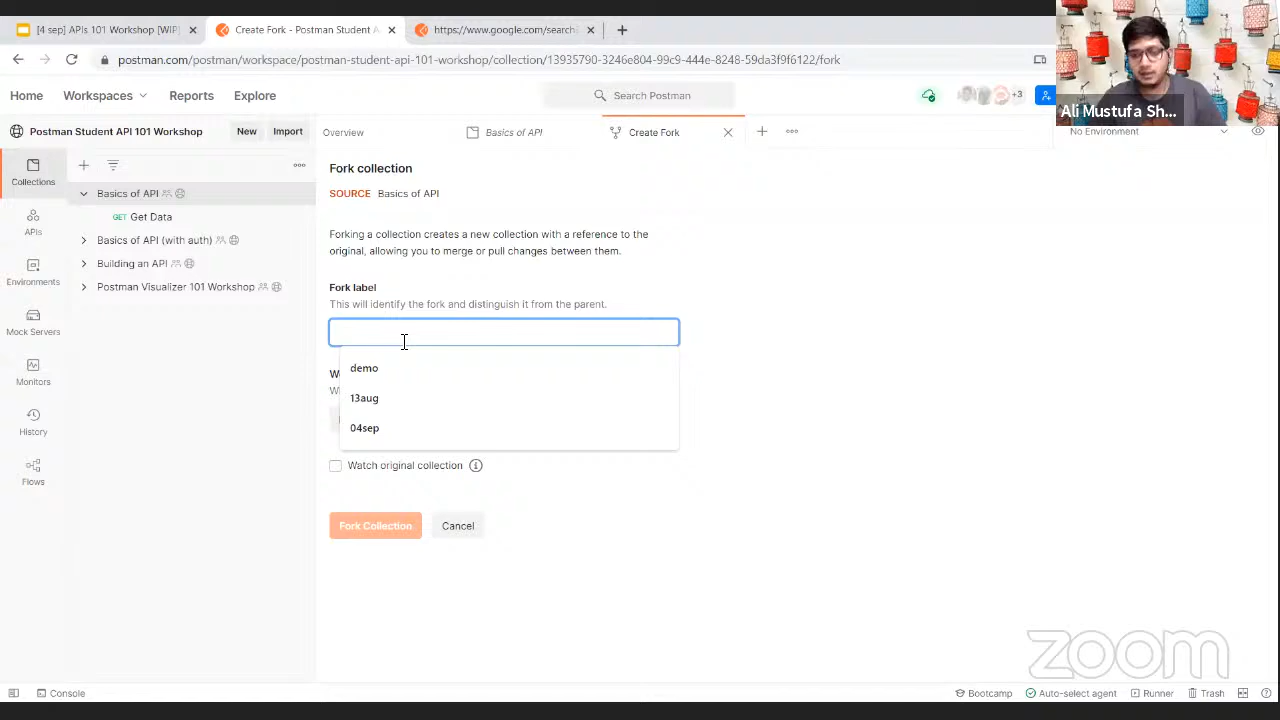 [4 sep] APIs 101 Workshop [WIP]
Create Fork - Postman Student A
https://www.google.com/search
postman.com/postman/workspace/postman-student-api-101-workshop/collection/13935790-3246e604-99c9-444e-8248-59da3f9f6122/fork
Home Workspaces Reports Explore
Search Postman
+3
Ali Mustufa Sh...
Postman Student API 101 Workshop New Import
Overview Basics of API Create Fork
No Environment
Collections
APIs
Environments
Mock Servers
Monitors
History
Flows
Basics of API
GET Get Data
Basics of API (with auth)
Building an API
Postman Visualizer 101 Workshop
Fork collection
SOURCE Basics of API
Forking a collection creates a new collection with a reference to the
original, allowing you to merge or pull changes between them.
Fork label
This will identify the fork and distinguish it from the parent.
demo
13aug
04sep
Watch original collection
Fork Collection Cancel
zoom
Console
Bootcamp Auto-select agent Runner Trash